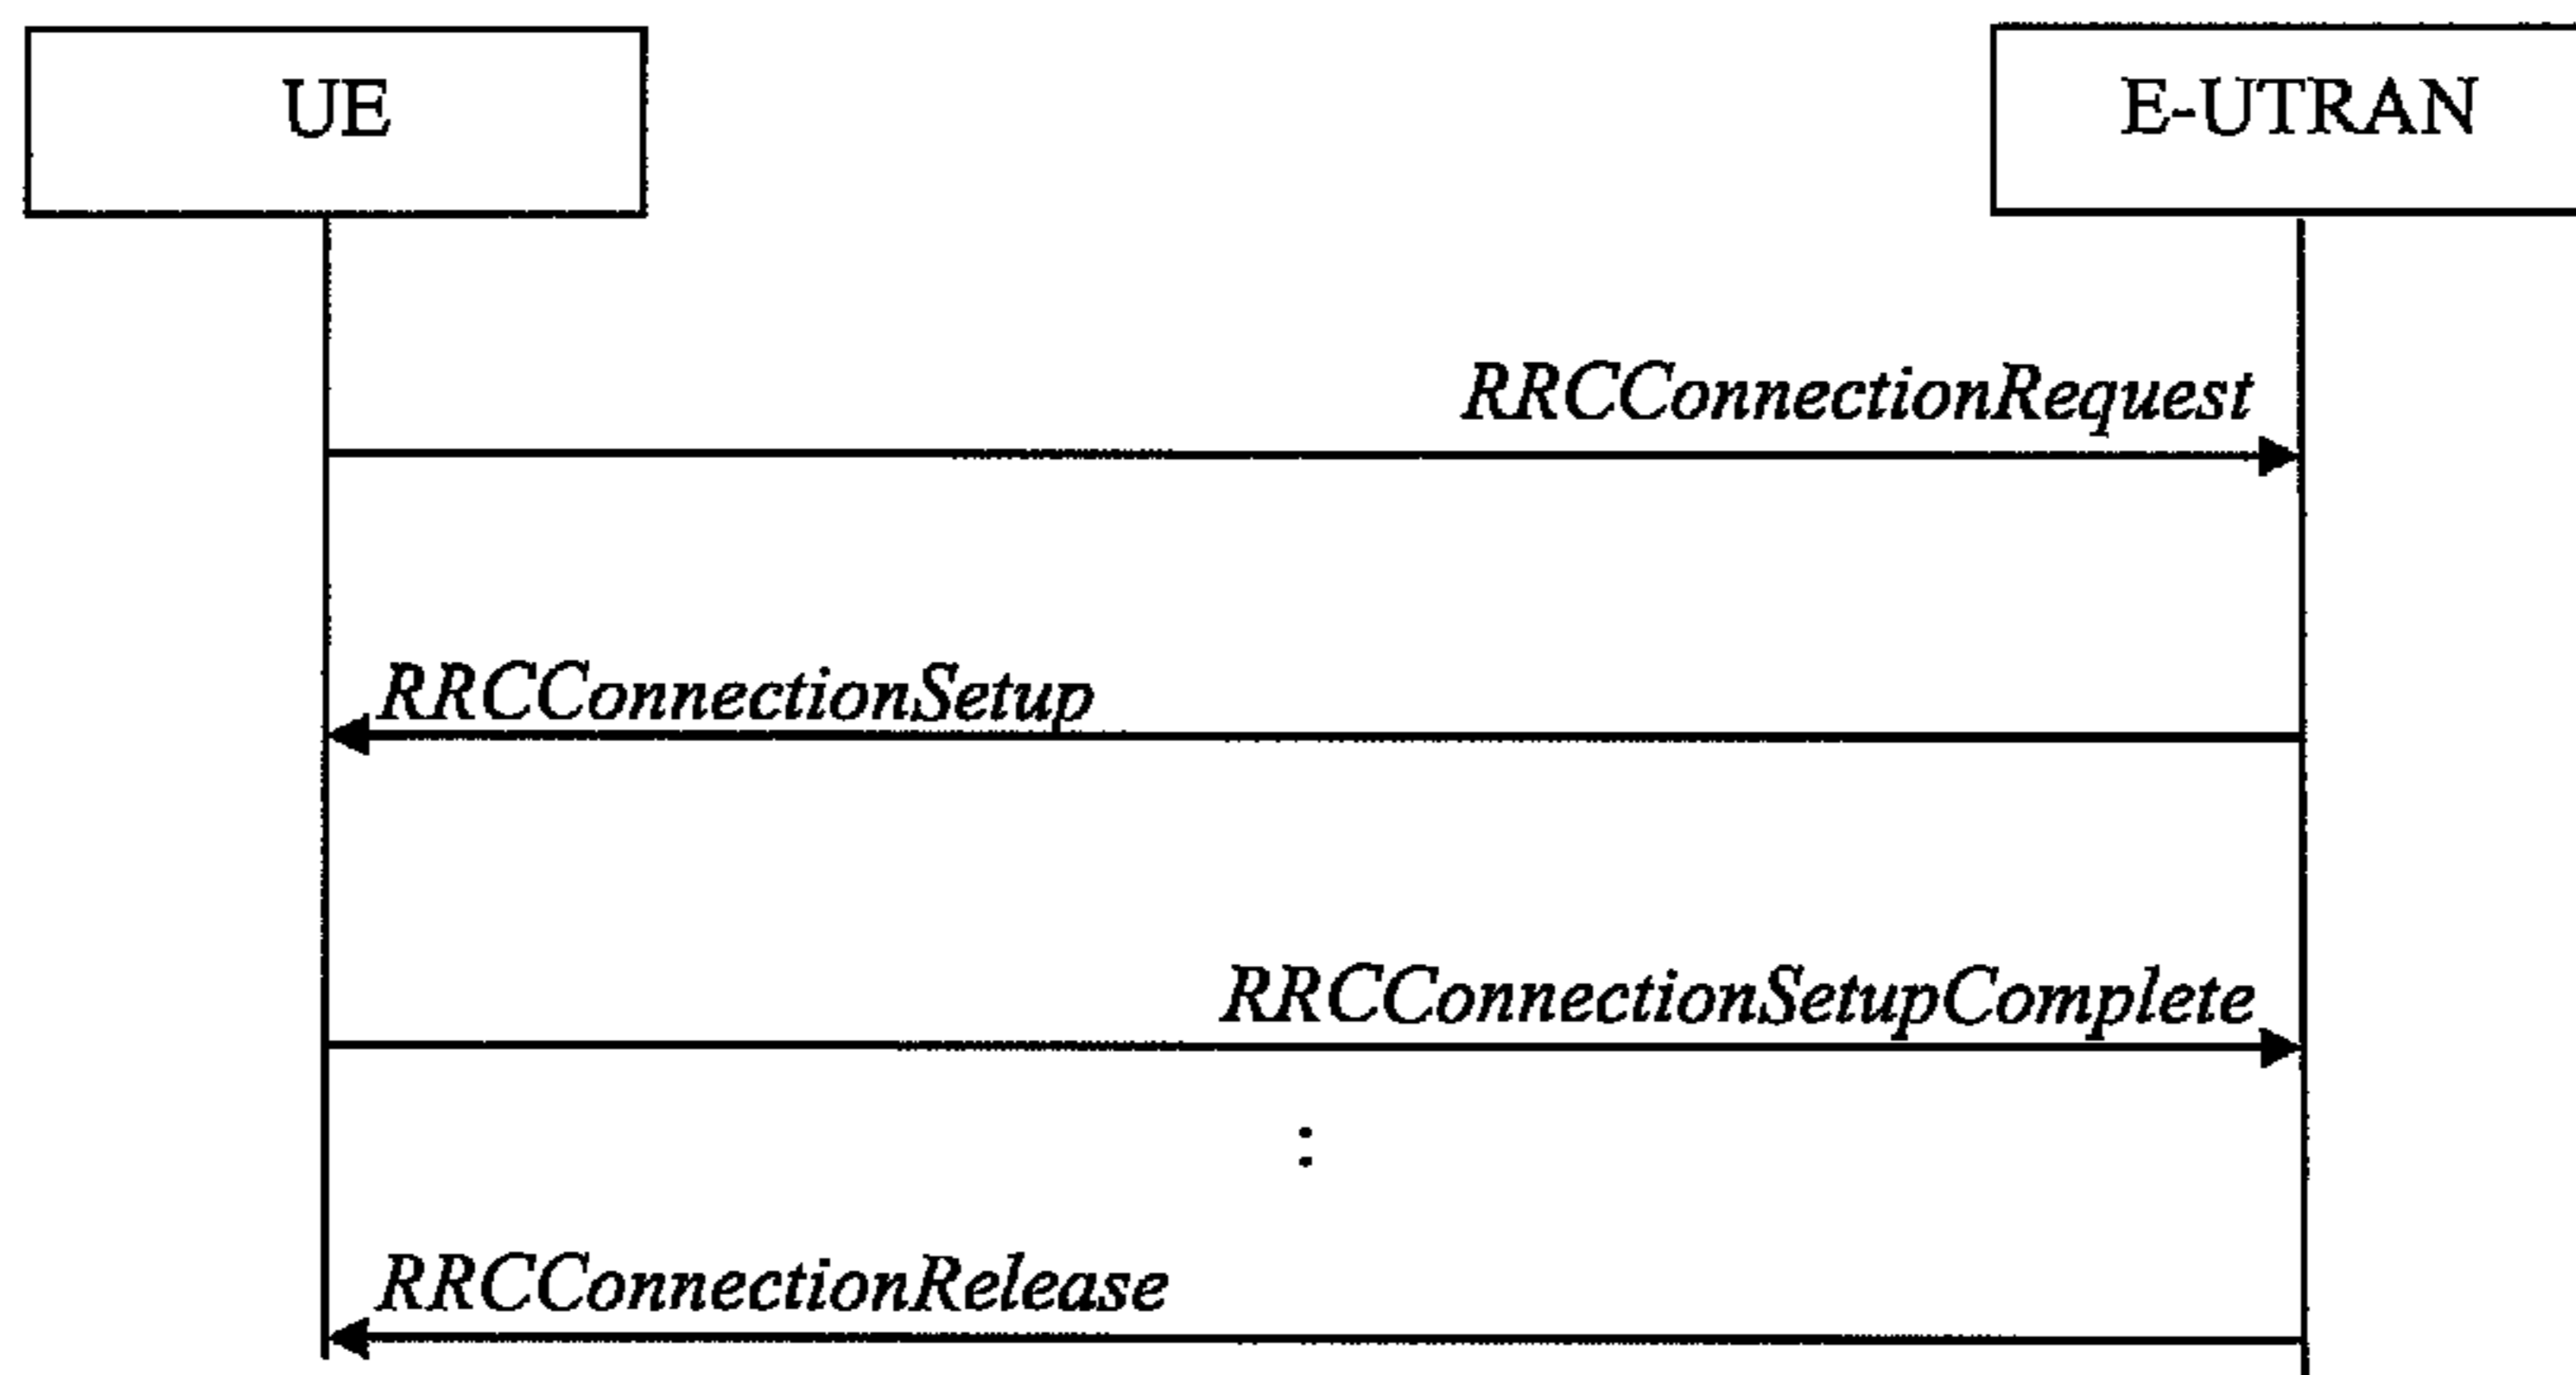 UE
E-UTRAN
RRCConnectionRequest
RRCConnectionSetup
RRCConnectionSetupComplete
:
RRCConnectionRelease